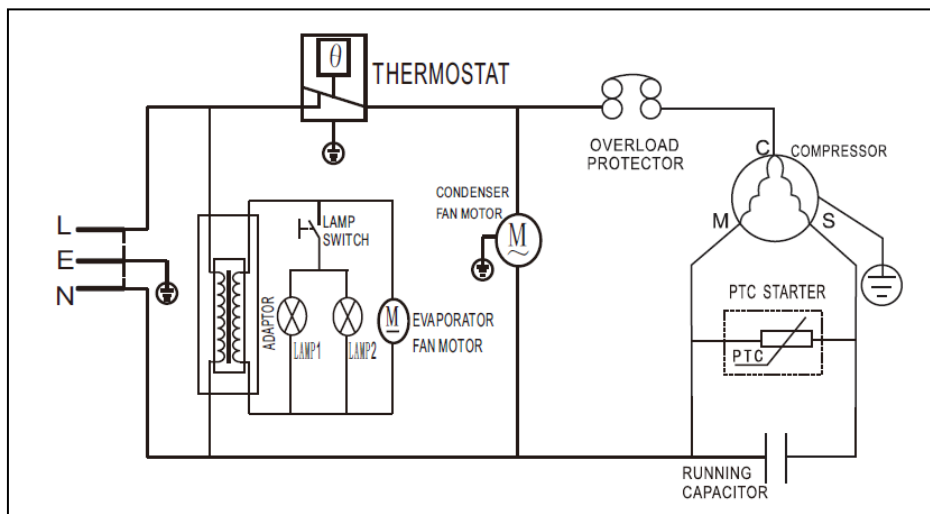 θ
THERMOSTAT
OVERLOAD
PROTECTOR
C
COMPRESSOR
M
S
CONDENSER
FAN MOTOR
M
~
L
E
N
LAMP
SWITCH
ADAPTOR
LAMP1
LAMP2
M
EVAPORATOR
FAN MOTOR
PTC STARTER
PTC
RUNNING
CAPACITOR